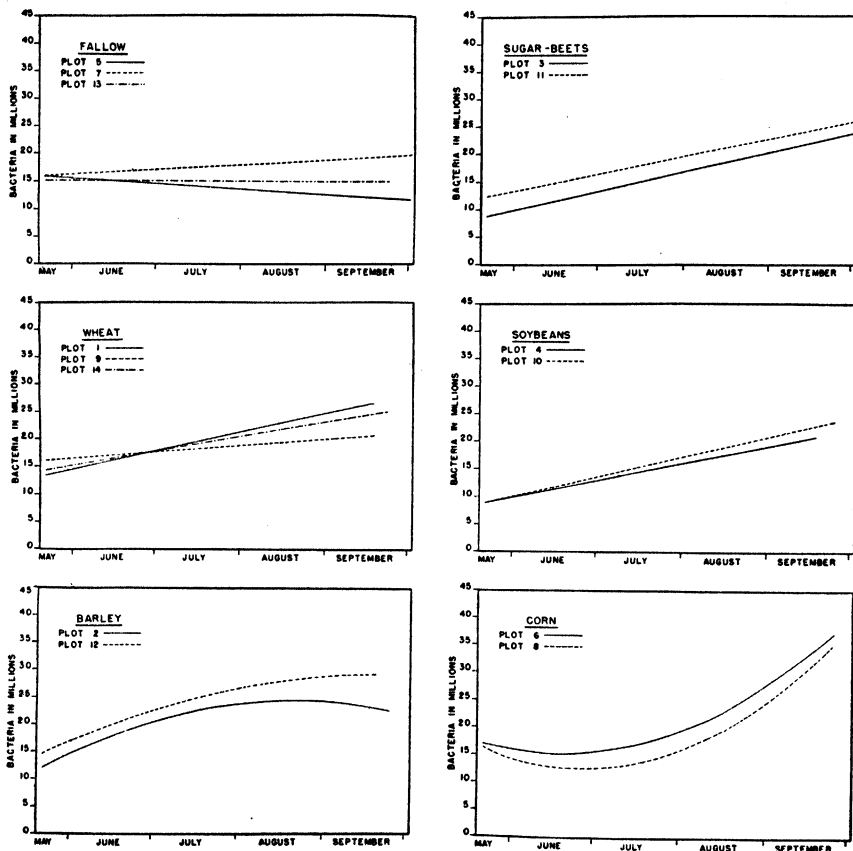 FALLOW
PLOT 5
PLOT 7
PLOT 13
BACTERIA IN MILLIONS
45
40
35
30
25
20
15
10
5
0
MAY JUNE JULY AUGUST SEPTEMBER
SUGAR-BEETS
PLOT 3
PLOT 11
BACTERIA IN MILLIONS
45
40
35
30
25
20
15
10
5
0
MAY JUNE JULY AUGUST SEPTEMBER
WHEAT
PLOT 1
PLOT 9
PLOT 14
BACTERIA IN MILLIONS
45
40
35
30
25
20
15
10
5
0
MAY JUNE JULY AUGUST SEPTEMBER
SOYBEANS
PLOT 4
PLOT 10
BACTERIA IN MILLIONS
45
40
35
30
25
20
15
10
5
0
MAY JUNE JULY AUGUST SEPTEMBER
BARLEY
PLOT 2
PLOT 12
BACTERIA IN MILLIONS
45
40
35
30
25
20
15
10
5
0
MAY JUNE JULY AUGUST SEPTEMBER
CORN
PLOT 6
PLOT 8
BACTERIA IN MILLIONS
45
40
35
30
25
20
15
10
5
0
MAY JUNE JULY AUGUST SEPTEMBER